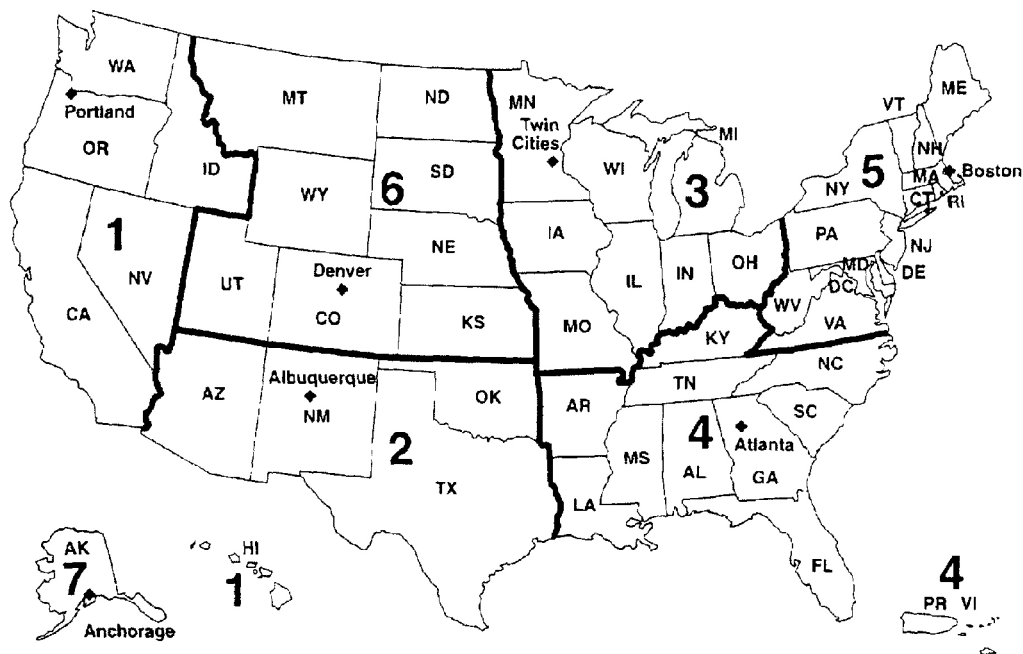 WA
Portland
OR
ID
MT
ND
MN
Twin
Cities
WI
MI
3
VT
ME
NH
MA
Boston
CT
RI
NY
5
1
NV
CA
WY
6
SD
NE
IA
IL
IN
OH
PA
NJ
MD
DE
DC
WV
VA
UT
Denver
CO
KS
MO
KY
NC
TN
SC
AZ
Albuquerque
NM
OK
AR
2
TX
LA
MS
4
AL
Atlanta
GA
FL
AK
7
Anchorage
HI
1
4
PR VI